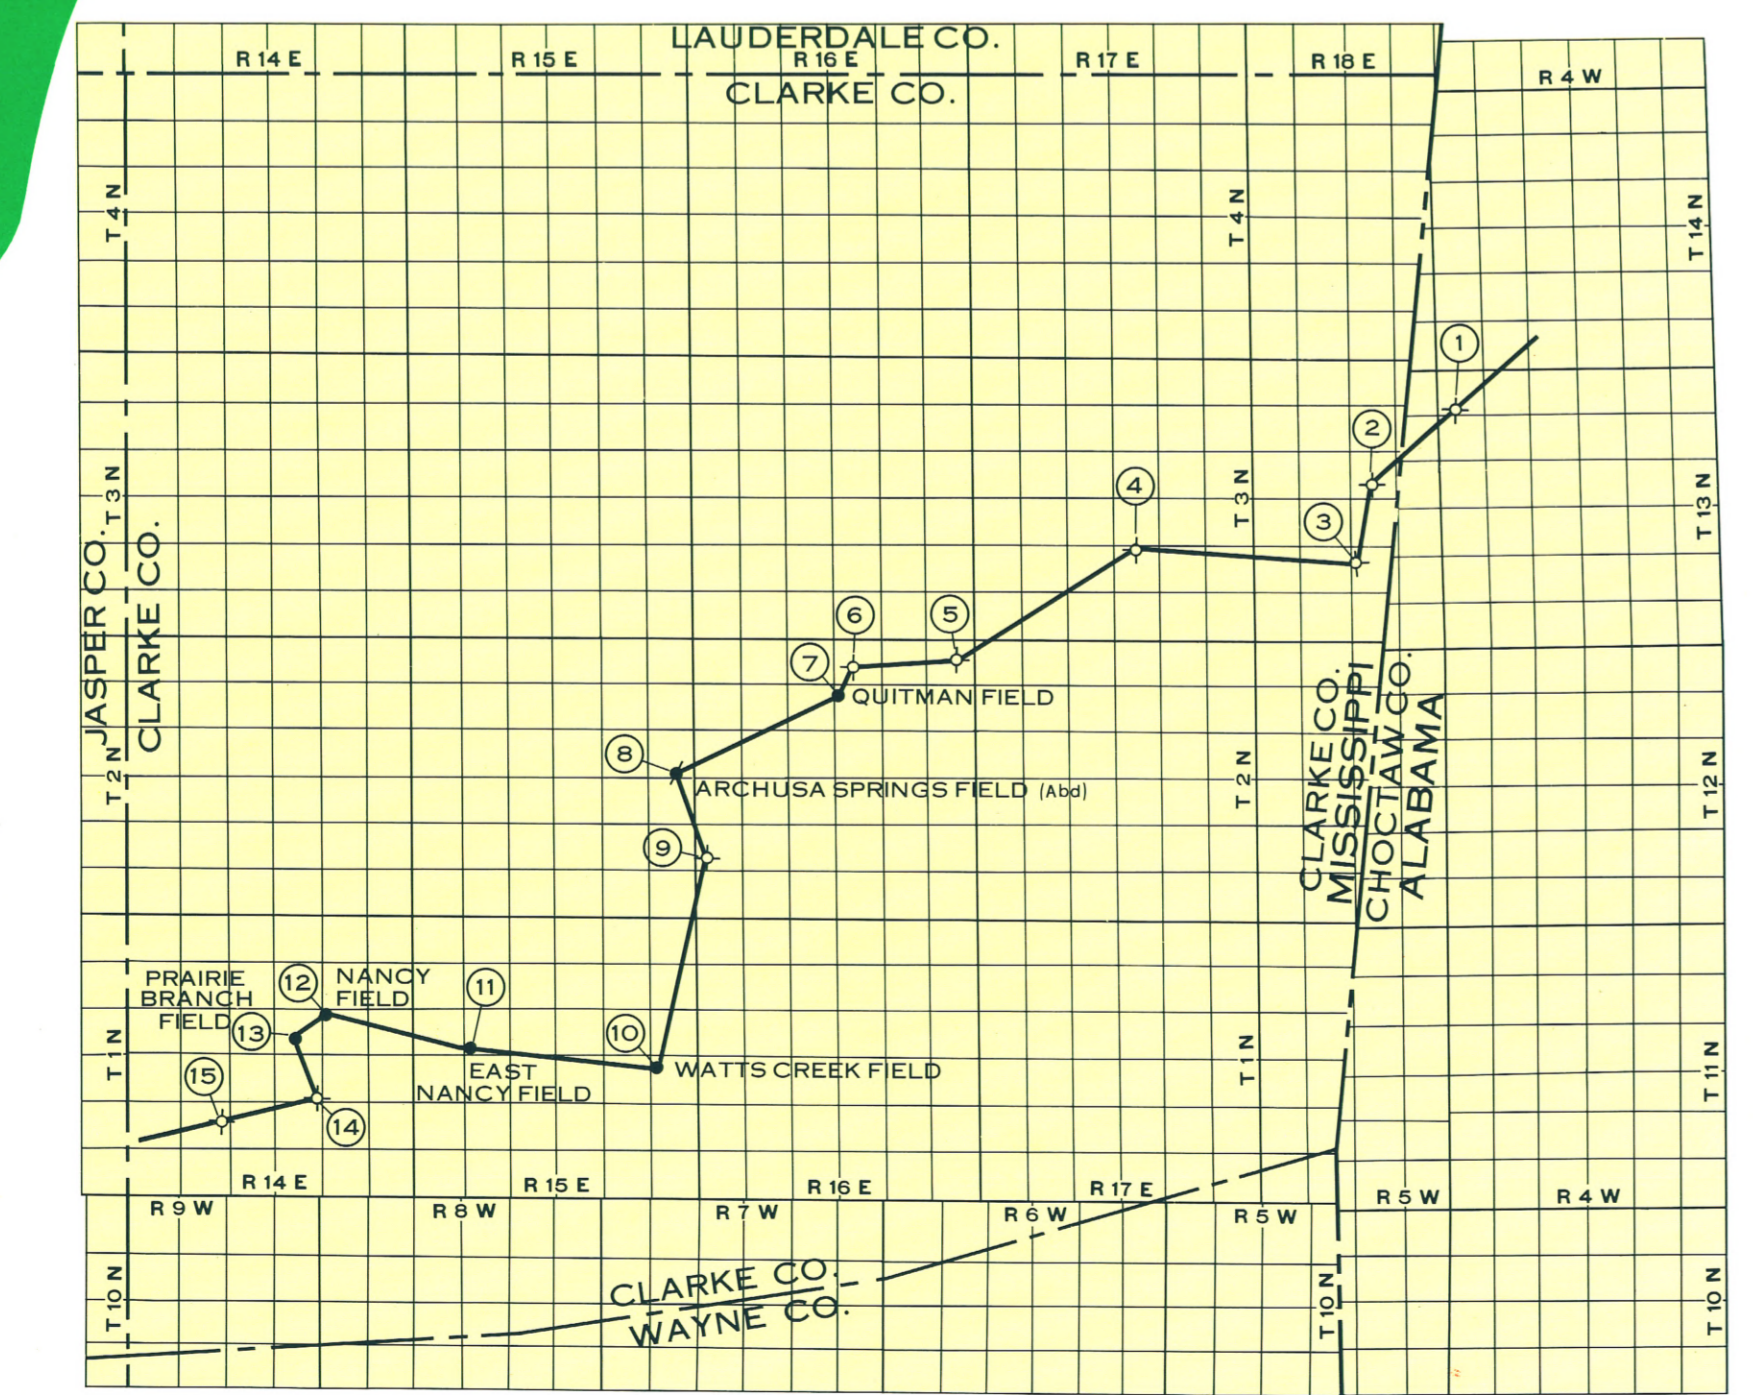 LAUDERDALE CO.
R 14 E
R 15 E
R 16 E
R 17 E
R 18 E
R 4 W
CLARKE CO.
T 4 N
T 4 N
T 14 N
1
2
4
T 3 N
T 3 N
T 13 N
3
JASPER CO.
CLARKE CO.
6
5
7
QUITMAN FIELD
CLARKE CO.
MISSISSIPPI
CHOCTAW CO.
ALABAMA
8
T 2 N
T 2 N
T 12 N
ARCHUSA SPRINGS FIELD (Abd)
9
PRAIRIE
BRANCH
FIELD
12
NANCY
FIELD
11
13
10
T 1 N
T 1 N
T 11 N
15
EAST
NANCY FIELD
WATTS CREEK FIELD
14
R 14 E
R 15 E
R 16 E
R 17 E
R 5 W
R 4 W
R 9 W
R 8 W
R 7 W
R 6 W
R 5 W
CLARKE CO.
WAYNE CO.
T 10 N
T 10 N
T 10 N